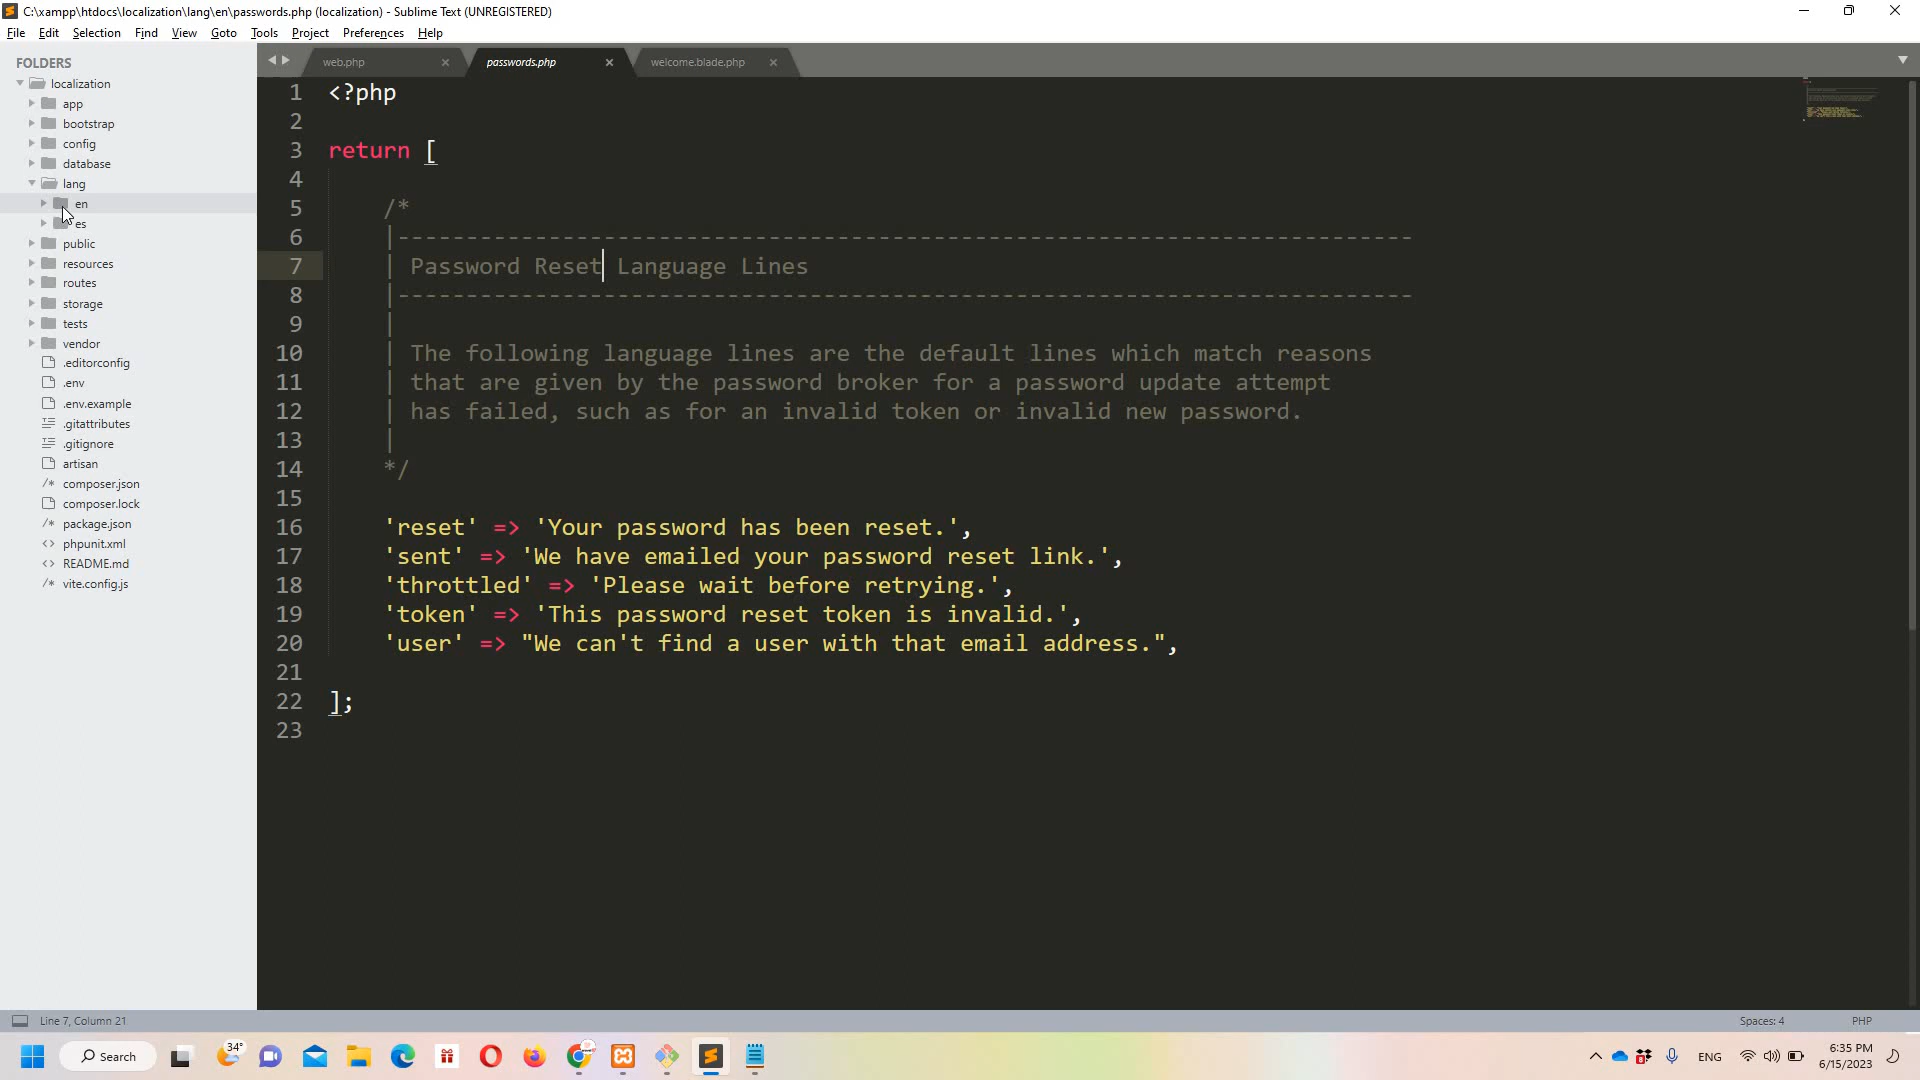 C:\xampp\htdocs\localization\lang\en\passwords.php (localization) - Sublime Text (UNREGISTERED)
File Edit Selection Find View Goto Tools Project Preferences Help
FOLDERS
localization
app
bootstrap
config
database
lang
en
es
public
resources
routes
storage
tests
vendor
.editorconfig
.env
.env.example
.gitattributes
.gitignore
artisan
composer.json
composer.lock
package.json
phpunit.xml
README.md
vite.config.js
web.php passwords.php welcome.blade.php
1 <?php
2
3 return [
4
5 /*
6 |--------------------------------------------------------------------------
7 | Password Reset Language Lines
8 |--------------------------------------------------------------------------
9 |
10 | The following language lines are the default lines which match reasons
11 | that are given by the password broker for a password update attempt
12 | has failed, such as for an invalid token or invalid new password.
13 |
14 */
15
16 'reset' => 'Your password has been reset.',
17 'sent' => 'We have emailed your password reset link.',
18 'throttled' => 'Please wait before retrying.',
19 'token' => 'This password reset token is invalid.',
20 'user' => "We can't find a user with that email address.",
21
22 ];
23
Line 7, Column 21 Spaces: 4 PHP
Search 34° ENG 6:35 PM
6/15/2023